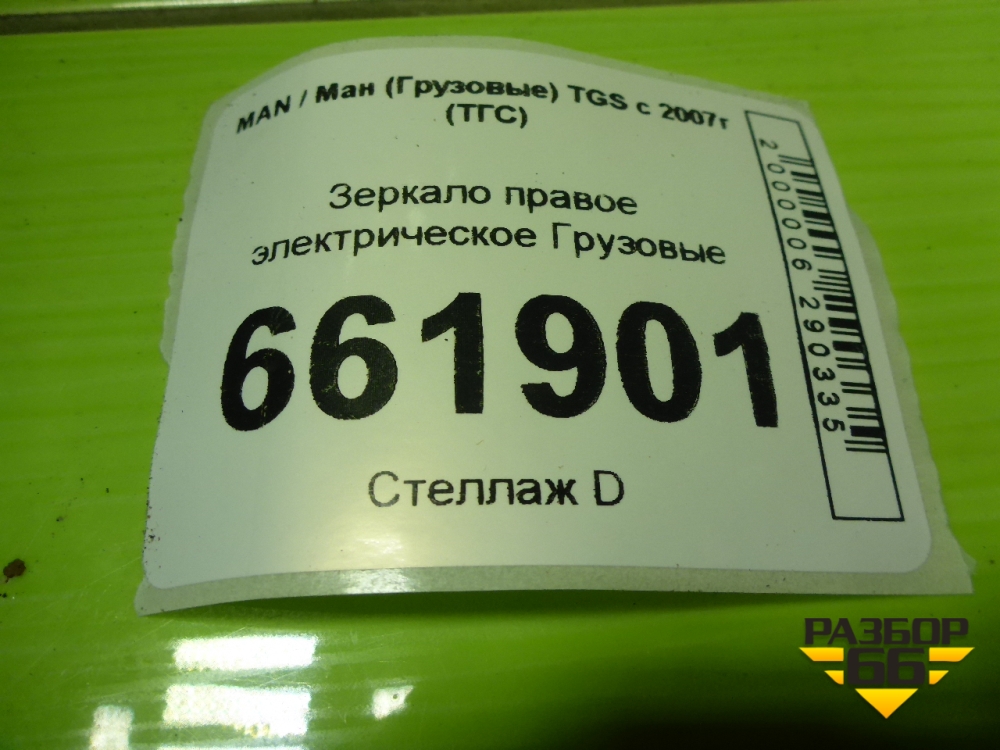 MAN / Ман (Грузовые) TGS с 2007г
(ТГС)
Зеркало правое
электрическое Грузовые
661901
Стеллаж D
2000006290335
РАЗБОР
66